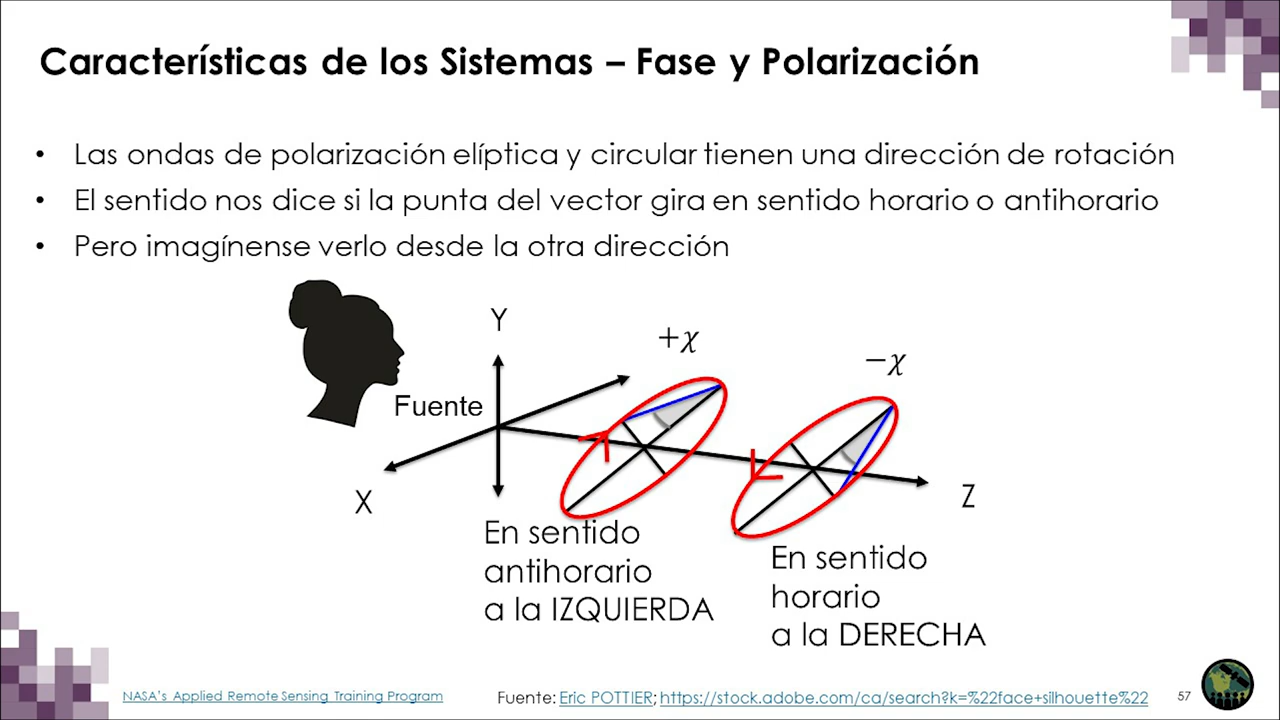 Características de los Sistemas – Fase y Polarización
• Las ondas de polarización elíptica y circular tienen una dirección de rotación
• El sentido nos dice si la punta del vector gira en sentido horario o antihorario
• Pero imagínense verlo desde la otra dirección
Y
+χ
−χ
Fuente
X
Z
En sentido
antihorario
a la IZQUIERDA
En sentido
horario
a la DERECHA
NASA's Applied Remote Sensing Training Program
Fuente: Eric POTTIER; https://stock.adobe.com/ca/search?k=%22face+silhouette%22
57